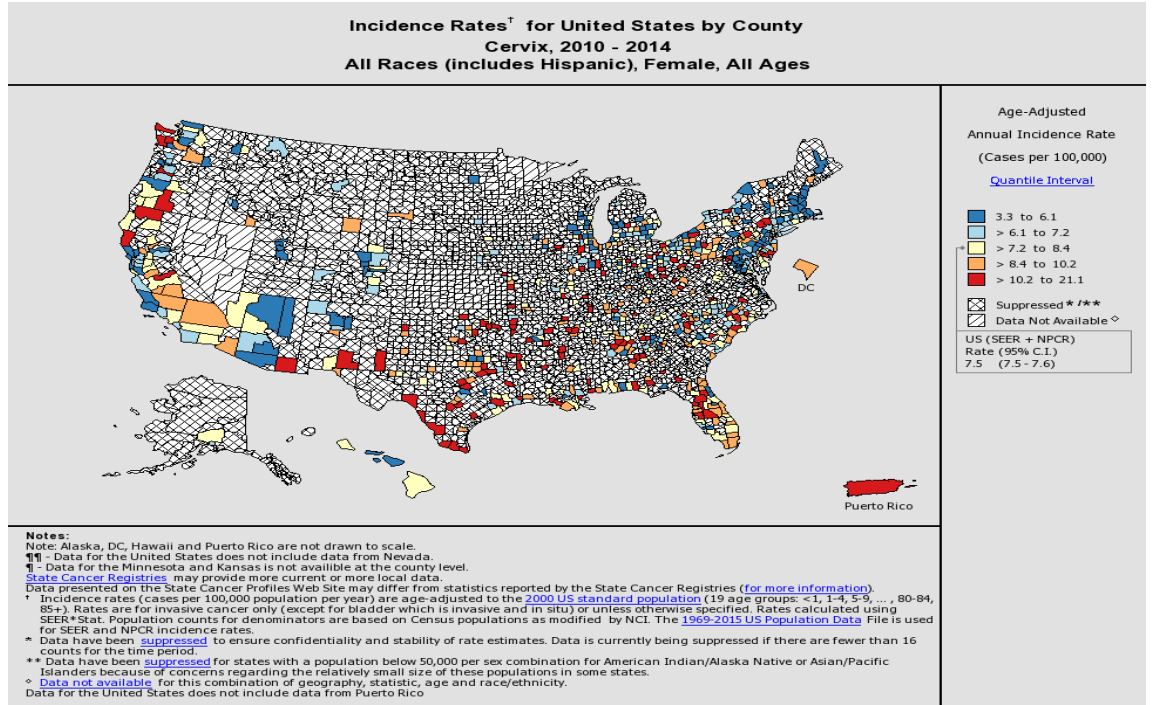 Incidence Rates† for United States by County
Cervix, 2010 - 2014
All Races (includes Hispanic), Female, All Ages
Age-Adjusted
Annual Incidence Rate
(Cases per 100,000)
Quantile Interval
3.3 to 6.1
> 6.1 to 7.2
> 7.2 to 8.4
> 8.4 to 10.2
> 10.2 to 21.1
Suppressed * /**
Data Not Available ◇
US (SEER + NPCR)
Rate (95% C.I.)
7.5 (7.5 - 7.6)
DC
Puerto Rico
Notes:
Note: Alaska, DC, Hawaii and Puerto Rico are not drawn to scale.
¶¶ - Data for the United States does not include data from Nevada.
¶ - Data for the Minnesota and Kansas is not availible at the county level.
State Cancer Registries may provide more current or more local data.
Data presented on the State Cancer Profiles Web Site may differ from statistics reported by the State Cancer Registries (for more information).
† Incidence rates (cases per 100,000 population per year) are age-adjusted to the 2000 US standard population (19 age groups: <1, 1-4, 5-9, ... , 80-84,
85+). Rates are for invasive cancer only (except for bladder which is invasive and in situ) or unless otherwise specified. Rates calculated using
SEER*Stat. Population counts for denominators are based on Census populations as modified by NCI. The 1969-2015 US Population Data File is used
for SEER and NPCR incidence rates.
* Data have been suppressed to ensure confidentiality and stability of rate estimates. Data is currently being suppressed if there are fewer than 16
counts for the time period.
** Data have been suppressed for states with a population below 50,000 per sex combination for American Indian/Alaska Native or Asian/Pacific
Islanders because of concerns regarding the relatively small size of these populations in some states.
◇ Data not available for this combination of geography, statistic, age and race/ethnicity.
Data for the United States does not include data from Puerto Rico